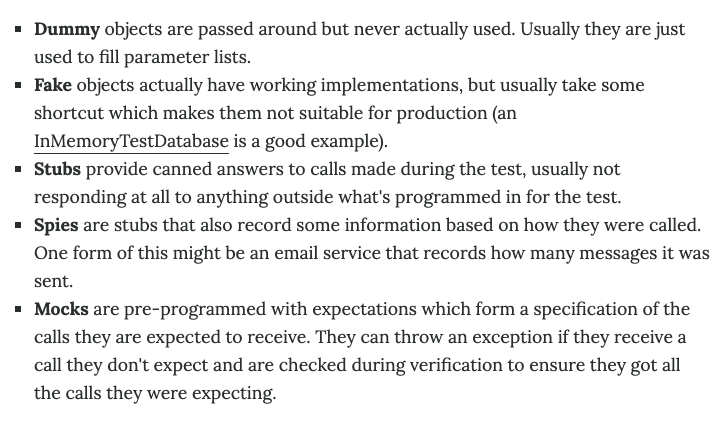 ▪ Dummy objects are passed around but never actually used. Usually they are just
used to fill parameter lists.
▪ Fake objects actually have working implementations, but usually take some
shortcut which makes them not suitable for production (an
InMemoryTestDatabase is a good example).
▪ Stubs provide canned answers to calls made during the test, usually not
responding at all to anything outside what's programmed in for the test.
▪ Spies are stubs that also record some information based on how they were called.
One form of this might be an email service that records how many messages it was
sent.
▪ Mocks are pre-programmed with expectations which form a specification of the
calls they are expected to receive. They can throw an exception if they receive a
call they don't expect and are checked during verification to ensure they got all
the calls they were expecting.